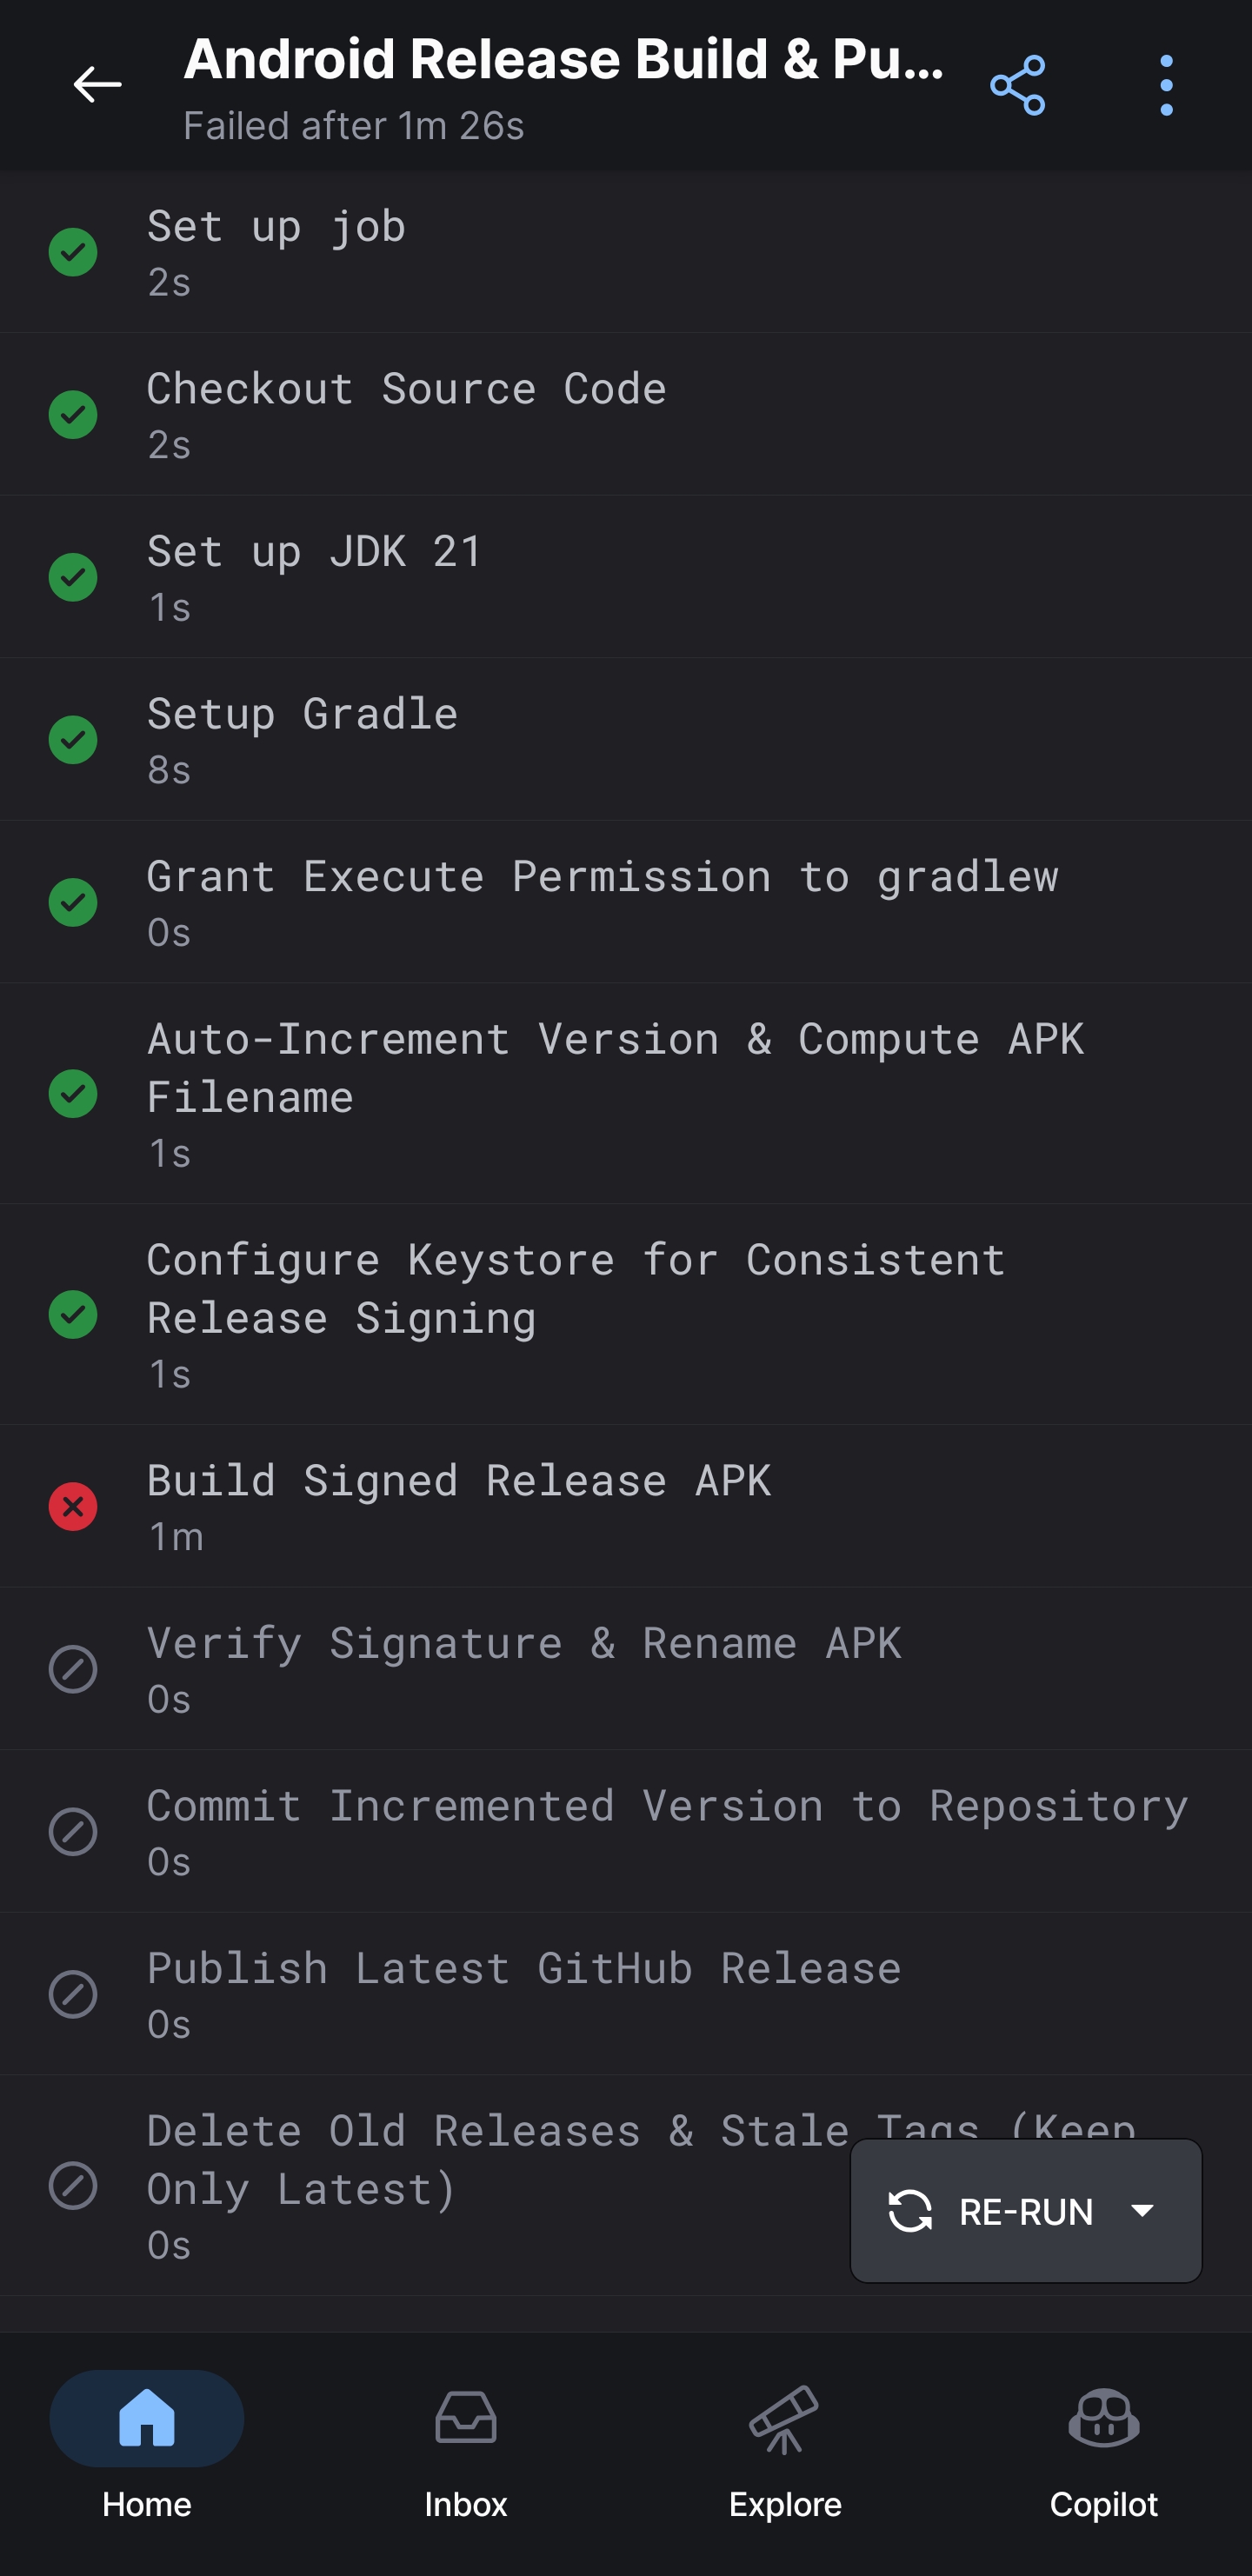 Android Release Build & Pu...
Failed after 1m 26s
Set up job
2s
Checkout Source Code
2s
Set up JDK 21
1s
Setup Gradle
8s
Grant Execute Permission to gradlew
0s
Auto-Increment Version & Compute APK
Filename
1s
Configure Keystore for Consistent
Release Signing
1s
Build Signed Release APK
1m
Verify Signature & Rename APK
0s
Commit Incremented Version to Repository
0s
Publish Latest GitHub Release
0s
Delete Old Releases & Stale Tags (Keep
Only Latest)
0s
RE-RUN
Home
Inbox
Explore
Copilot